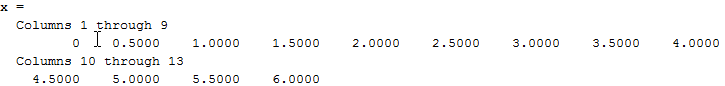 x =
Columns 1 through 9
0 0.5000 1.0000 1.5000 2.0000 2.5000 3.0000 3.5000 4.0000
Columns 10 through 13
4.5000 5.0000 5.5000 6.0000